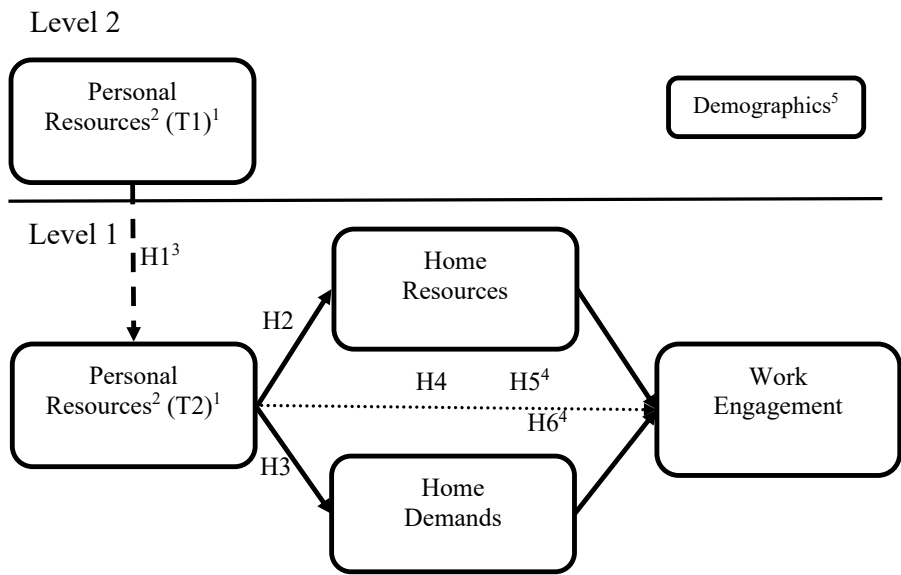 Level 2
Personal
Resources² (T1)¹
Demographics⁵
Level 1
H1³
Home
Resources
H2
Personal
Resources² (T2)¹
H4 H5⁴
H6⁴
Work
Engagement
H3
Home
Demands